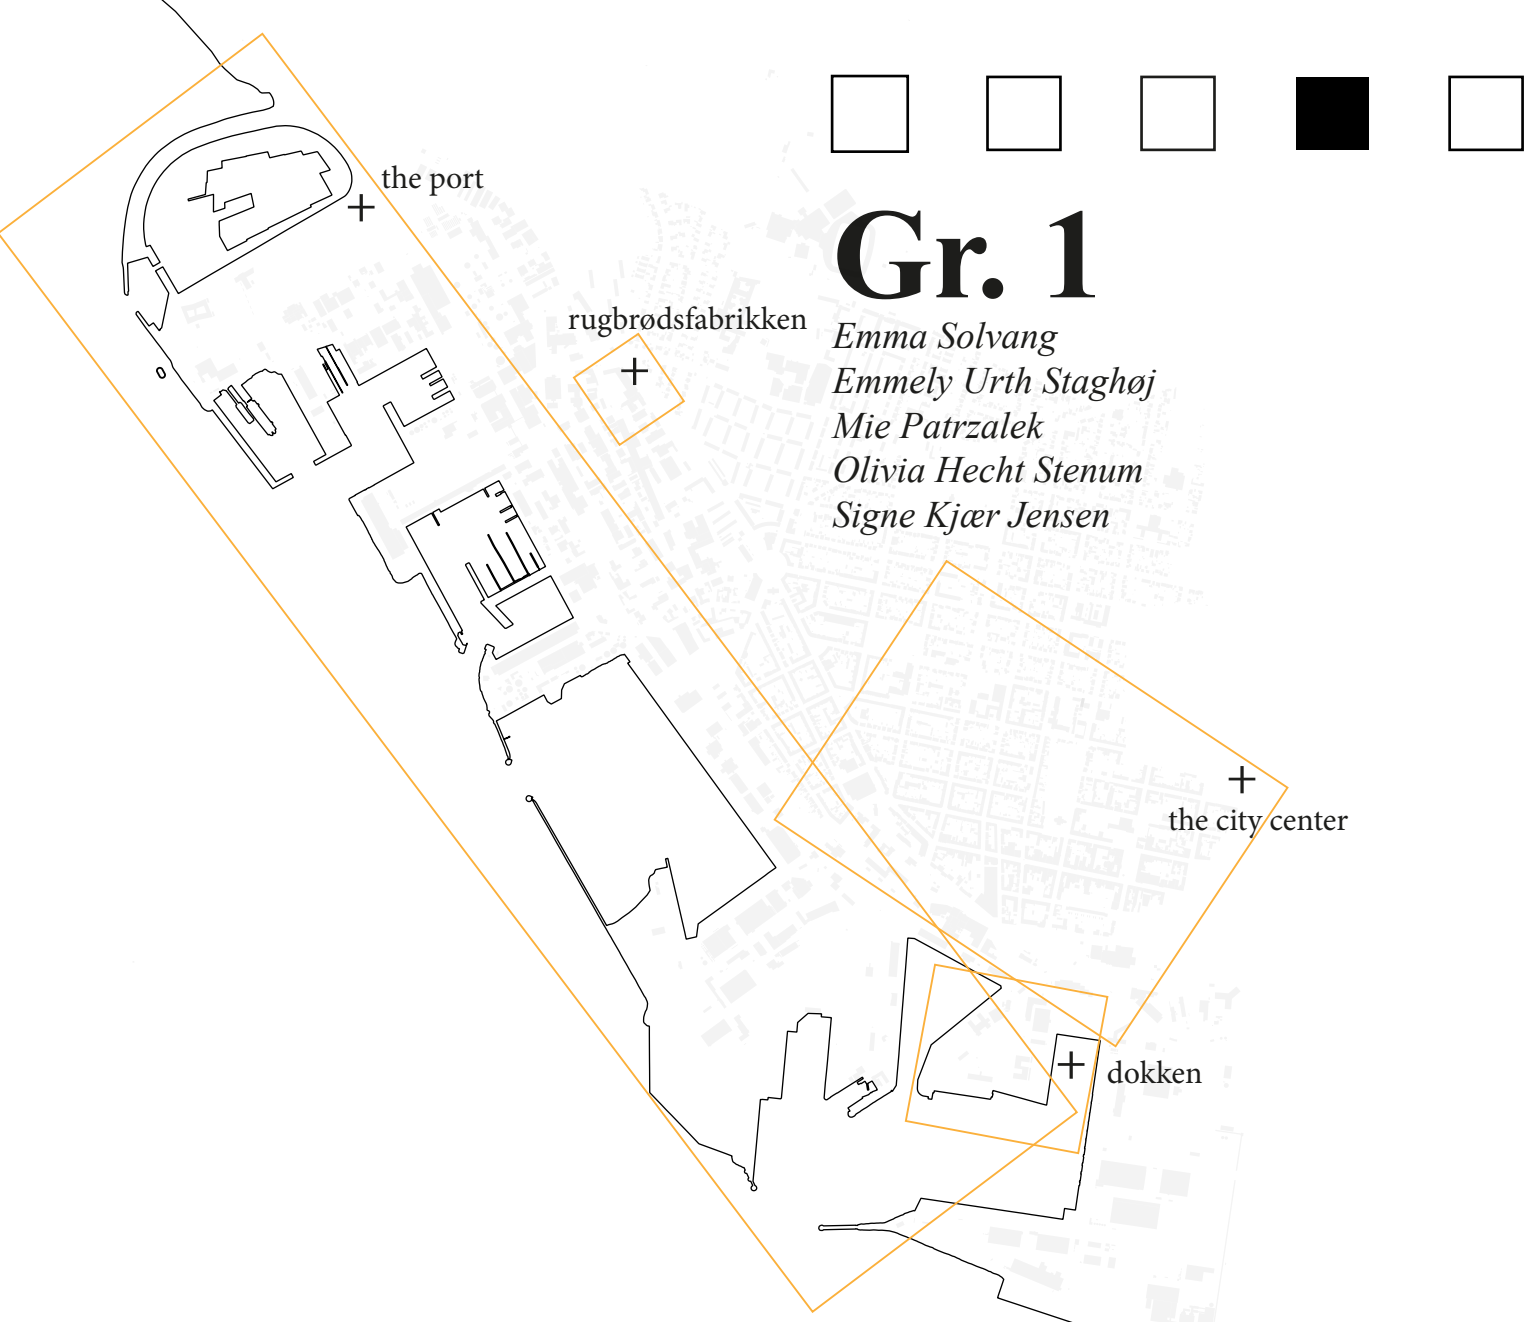 the port
rugbrødsfabrikken
Gr. 1
Emma Solvang
Emmely Urth Staghøj
Mie Patrzalek
Olivia Hecht Stenum
Signe Kjær Jensen
the city center
dokken